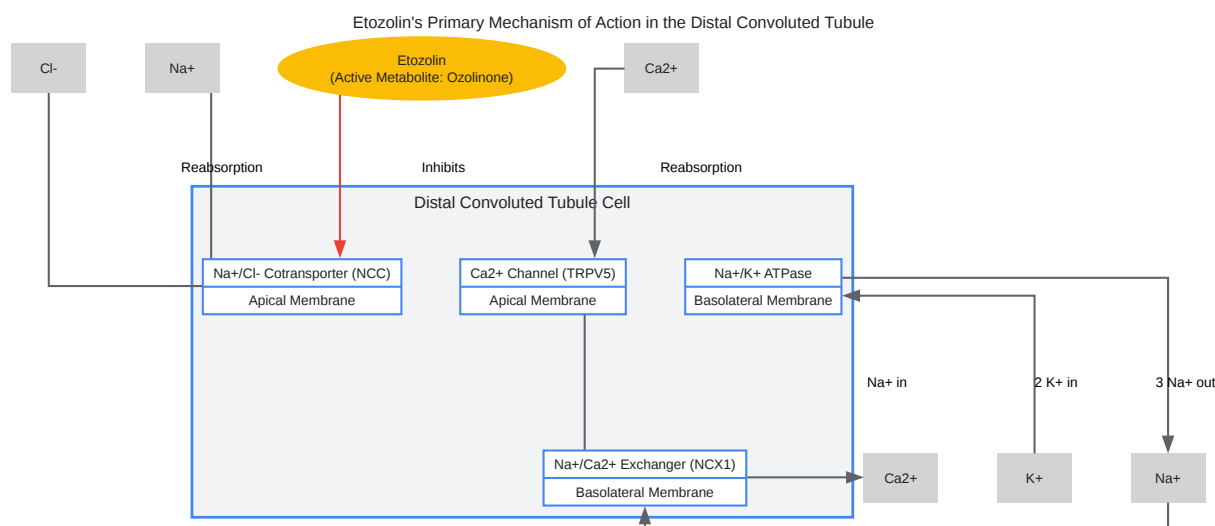 Etozolin's Primary Mechanism of Action in the Distal Convoluted Tubule
Cl-
Na+
Etozolin
(Active Metabolite: Ozolinone)
Ca2+
Reabsorption
Inhibits
Reabsorption
Distal Convoluted Tubule Cell
Na+/Cl- Cotransporter (NCC)
Apical Membrane
Ca2+ Channel (TRPV5)
Apical Membrane
Na+/K+ ATPase
Basolateral Membrane
Na+ in
2 K+ in
3 Na+ out
Na+/Ca2+ Exchanger (NCX1)
Basolateral Membrane
Ca2+
K+
Na+